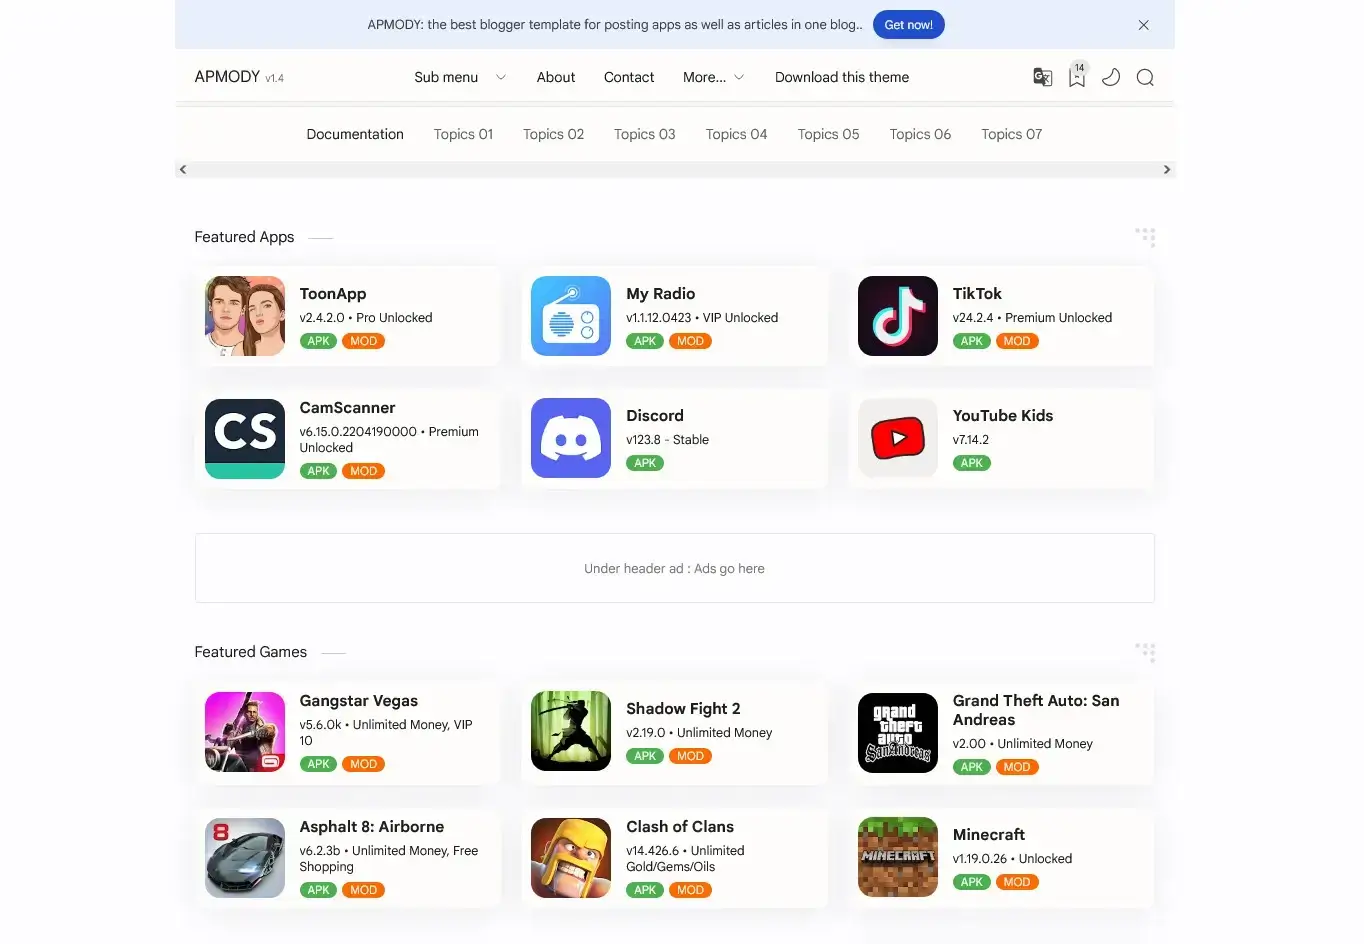 APMODY: the best blogger template for posting apps as well as articles in one blog.. Get now!
APMODY v1.4 Sub menu About Contact More... Download this theme 14
Documentation Topics 01 Topics 02 Topics 03 Topics 04 Topics 05 Topics 06 Topics 07
Featured Apps
ToonApp
v2.4.2.0 • Pro Unlocked
APK MOD
My Radio
v1.1.12.0423 • VIP Unlocked
APK MOD
TikTok
v24.2.4 • Premium Unlocked
APK MOD
CS
CamScanner
v6.15.0.2204190000 • Premium
Unlocked
APK MOD
Discord
v123.8 - Stable
APK
YouTube Kids
v7.14.2
APK
Under header ad : Ads go here
Featured Games
Gangstar Vegas
v5.6.0k • Unlimited Money, VIP
10
APK MOD
Shadow Fight 2
v2.19.0 • Unlimited Money
APK MOD
grand
theft
auto
San Andreas
Grand Theft Auto: San
Andreas
v2.00 • Unlimited Money
APK MOD
8
Asphalt 8: Airborne
v6.2.3b • Unlimited Money, Free
Shopping
APK MOD
Clash of Clans
v14.426.6 • Unlimited
Gold/Gems/Oils
APK MOD
MINECRAFT
Minecraft
v1.19.0.26 • Unlocked
APK MOD